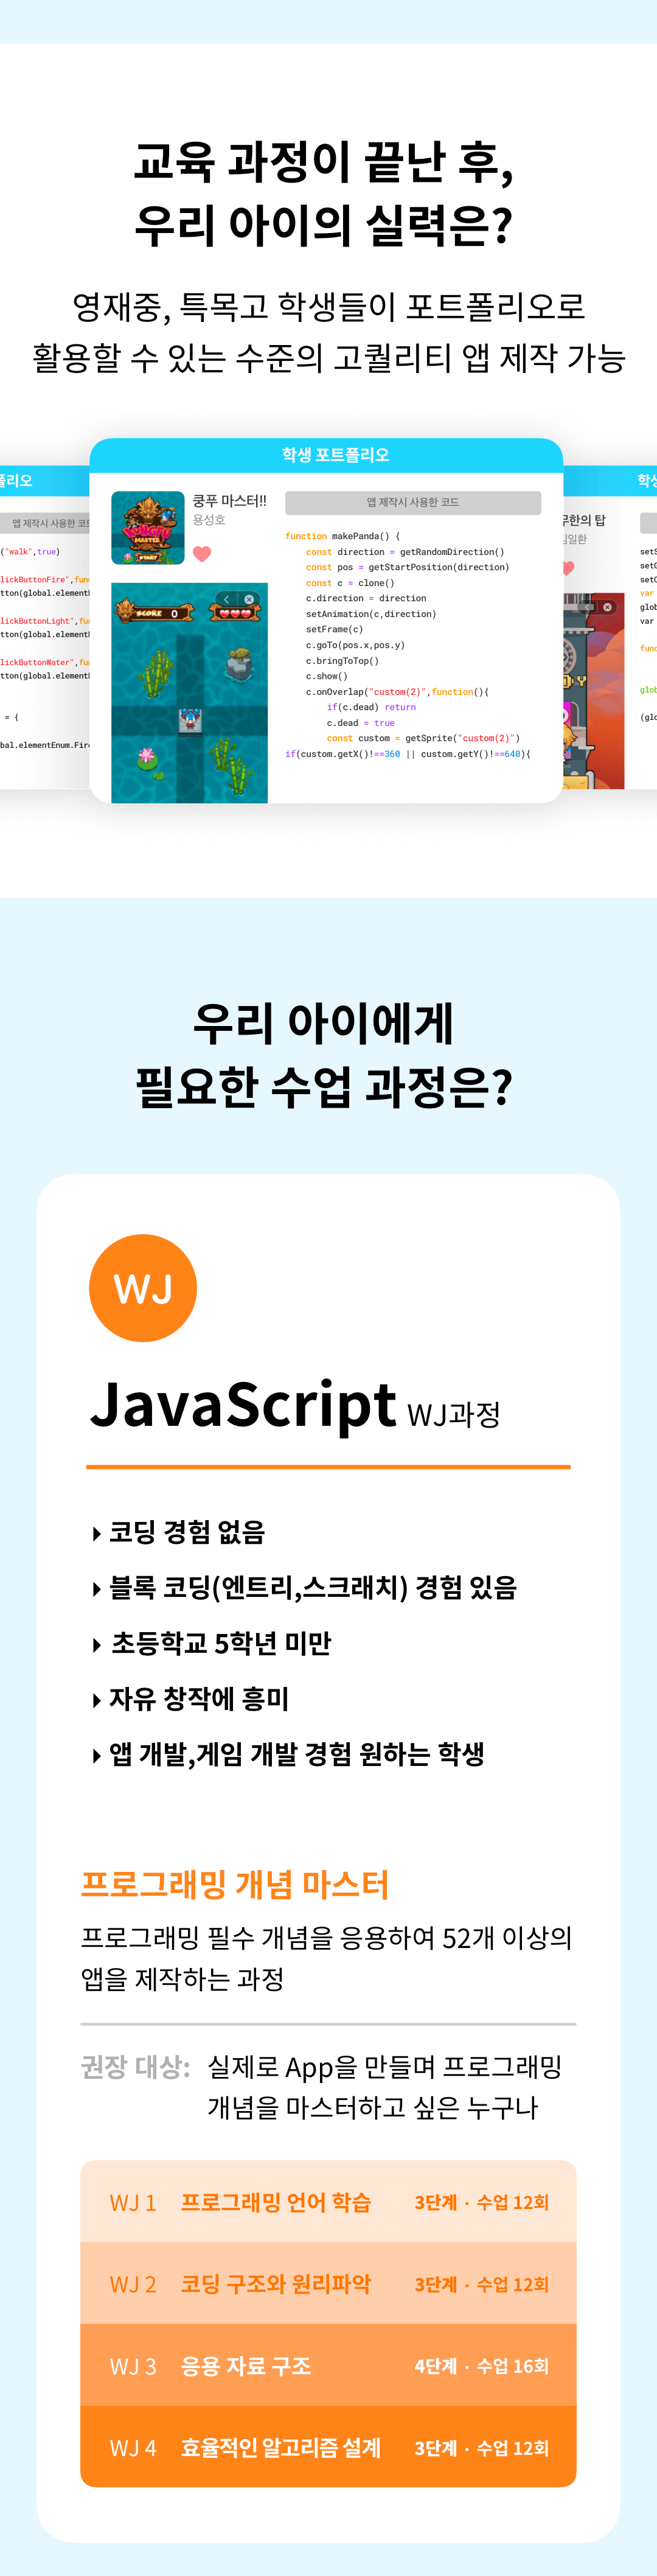 교육 과정이 끝난 후,
우리 아이의 실력은?
영재중, 특목고 학생들이 포트폴리오로
활용할 수 있는 수준의 고퀄리티 앱 제작 가능
폴리오
앱 제작시 사용한 코드
("walk",true)
lickButtonFire",func
tton(global.element
lickButtonLight",fu
tton(global.element
lickButtonWater",fu
tton(global.element
= {
bal.elementEnum.Fire
학생 포트폴리오
KUNGFU
MASTER
START
쿵푸 마스터!!
용성호
SCORE 0
앱 제작시 사용한 코드
function makePanda() {
const direction = getRandomDirection()
const pos = getStartPosition(direction)
const c = clone()
c.direction = direction
setAnimation(c,direction)
setFrame(c)
c.goTo(pos.x,pos.y)
c.bringToTop()
c.show()
c.onOverlap("custom(2)",function(){
if(c.dead) return
c.dead = true
const custom = getSprite("custom(2)")
if(custom.getX()!==360 || custom.getY()!==640){
학생
무한의 탑
김일환
var
glob
var
func
glob
(glo
우리 아이에게
필요한 수업 과정은?
WJ
JavaScript WJ과정
코딩 경험 없음
블록 코딩(엔트리,스크래치) 경험 있음
초등학교 5학년 미만
자유 창작에 흥미
앱 개발,게임 개발 경험 원하는 학생
프로그래밍 개념 마스터
프로그래밍 필수 개념을 응용하여 52개 이상의
앱을 제작하는 과정
권장 대상: 실제로 App을 만들며 프로그래밍
개념을 마스터하고 싶은 누구나
WJ 1 프로그래밍 언어 학습 3단계 · 수업 12회
WJ 2 코딩 구조와 원리파악 3단계 · 수업 12회
WJ 3 응용 자료 구조 4단계 · 수업 16회
WJ 4 효율적인 알고리즘 설계 3단계 · 수업 12회